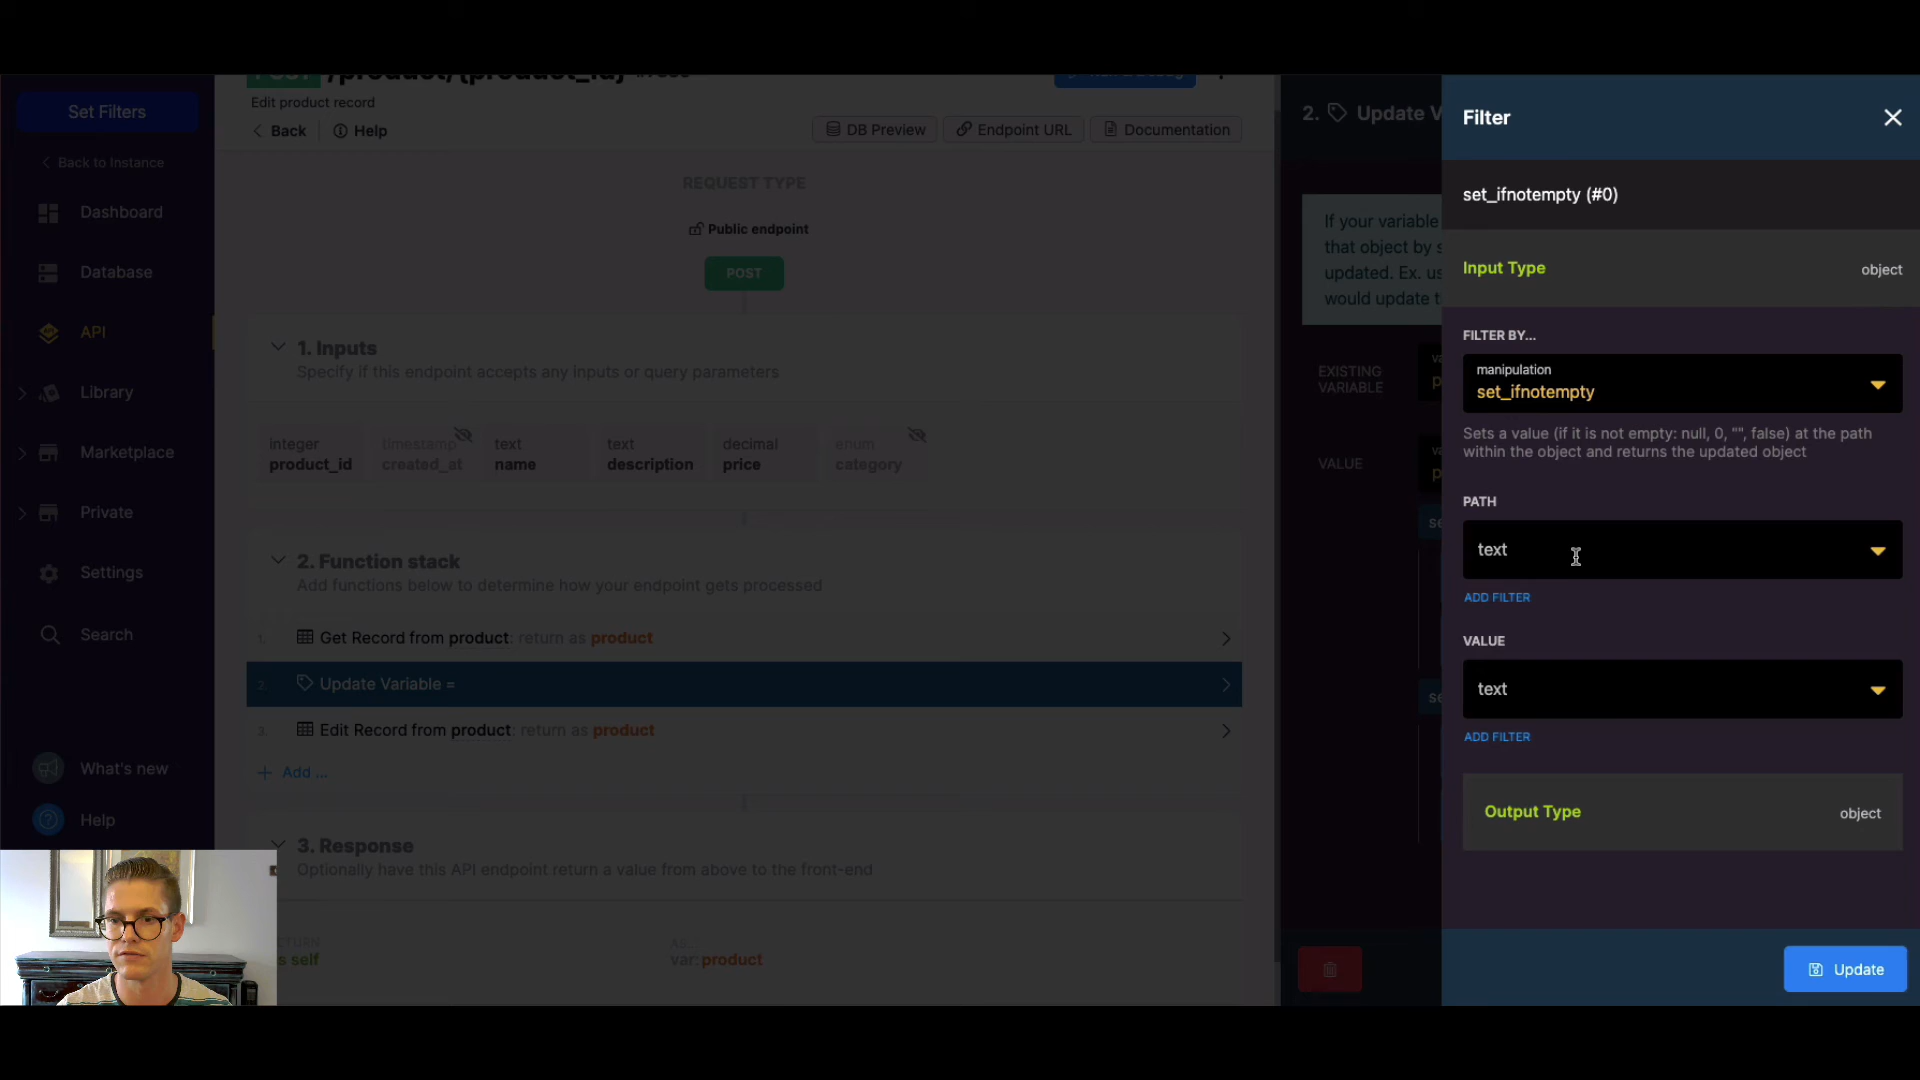 Set Filters
Back to Instance
Dashboard
Database
API
Library
Marketplace
Private
Settings
Search
What's new
Help
Edit product record
Back
Help
DB Preview
Endpoint URL
Documentation
REQUEST TYPE
Public endpoint
POST
1. Inputs
Specify if this endpoint accepts any inputs or query parameters
integer
product_id
timestamp
created_at
text
name
text
description
decimal
price
enum
category
2. Function stack
Add functions below to determine how your endpoint gets processed
1. Get Record from product: return as product
2. Update Variable =
3. Edit Record from product: return as product
Add ...
3. Response
Optionally have this API endpoint return a value from above to the front-end
self
var: product
2. Update V
If your variable
that object by s
updated. Ex. us
would update t
EXISTING
VARIABLE
VALUE
Filter
set_ifnotempty (#0)
Input Type
object
FILTER BY...
manipulation
set_ifnotempty
Sets a value (if it is not empty: null, 0, "", false) at the path
within the object and returns the updated object
PATH
text
ADD FILTER
VALUE
text
ADD FILTER
Output Type
object
Update